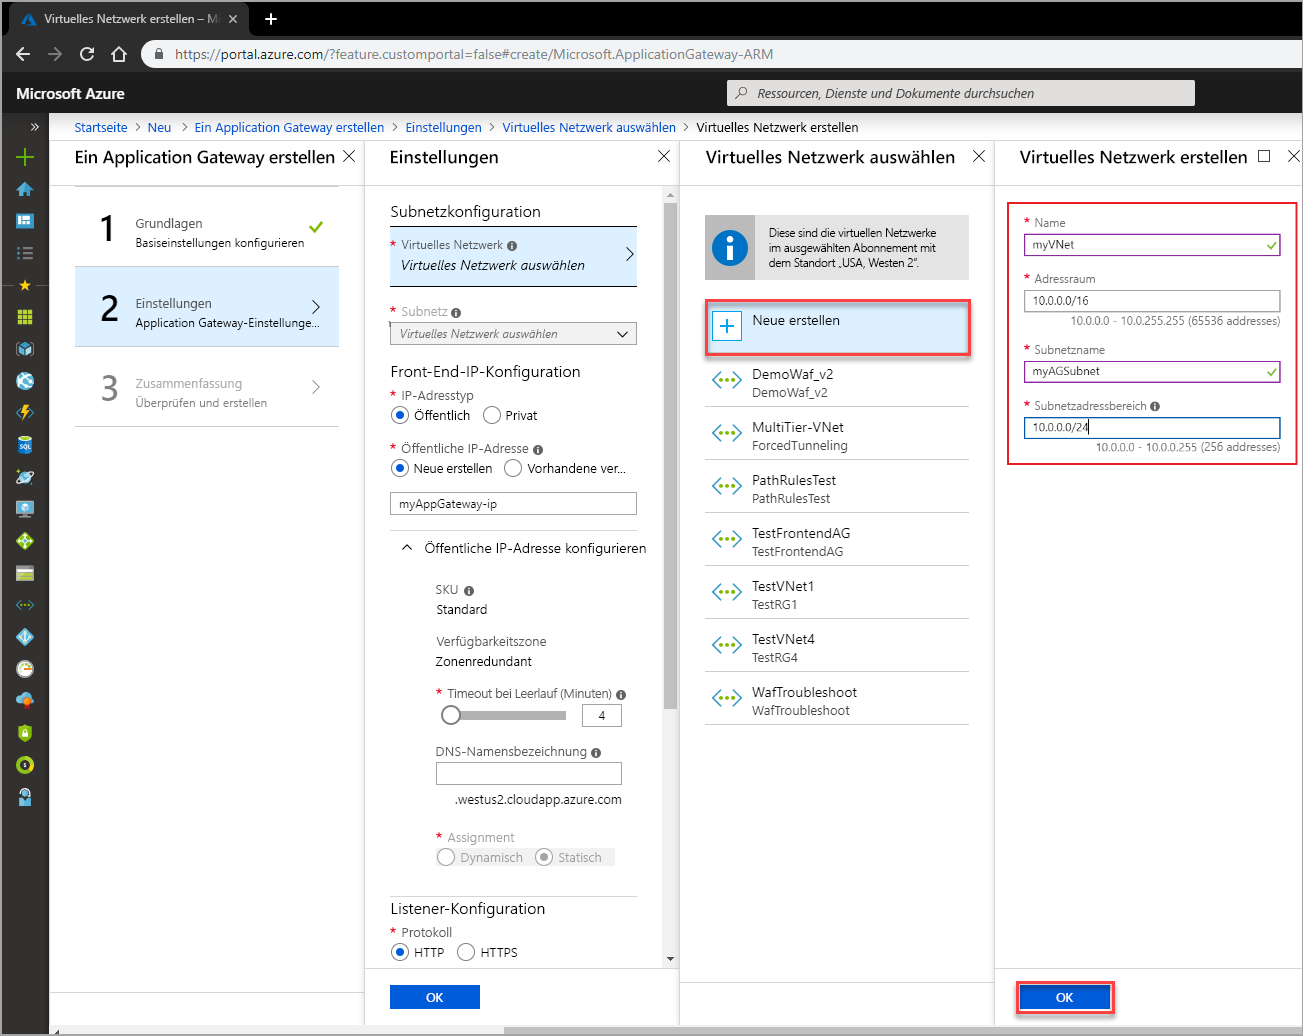 Virtuelles Netzwerk erstellen – Mi
https://portal.azure.com/?feature.customportal=false#create/Microsoft.ApplicationGateway-ARM
Microsoft Azure
Ressourcen, Dienste und Dokumente durchsuchen
Startseite > Neu > Ein Application Gateway erstellen > Einstellungen > Virtuelles Netzwerk auswählen > Virtuelles Netzwerk erstellen
Ein Application Gateway erstellen
1
Grundlagen
Basiseinstellungen konfigurieren
2
Einstellungen
Application Gateway-Einstellunge...
3
Zusammenfassung
Überprüfen und erstellen
Einstellungen
Subnetzkonfiguration
* Virtuelles Netzwerk
Virtuelles Netzwerk auswählen
* Subnetz
Virtuelles Netzwerk auswählen
Front-End-IP-Konfiguration
* IP-Adresstyp
Öffentlich Privat
* Öffentliche IP-Adresse
Neue erstellen Vorhandene ver...
myAppGateway-ip
Öffentliche IP-Adresse konfigurieren
SKU
Standard
Verfügbarkeitszone
Zonenredundant
* Timeout bei Leerlauf (Minuten)
4
DNS-Namensbezeichnung
.westus2.cloudapp.azure.com
* Assignment
Dynamisch Statisch
Listener-Konfiguration
* Protokoll
HTTP HTTPS
OK
Virtuelles Netzwerk auswählen
Diese sind die virtuellen Netzwerke
im ausgewählten Abonnement mit
dem Standort „USA, Westen 2“.
Neue erstellen
DemoWaf_v2
DemoWaf_v2
MultiTier-VNet
ForcedTunneling
PathRulesTest
PathRulesTest
TestFrontendAG
TestFrontendAG
TestVNet1
TestRG1
TestVNet4
TestRG4
WafTroubleshoot
WafTroubleshoot
Virtuelles Netzwerk erstellen
* Name
myVNet
* Adressraum
10.0.0.0/16
10.0.0.0 - 10.0.255.255 (65536 addresses)
* Subnetzname
myAGSubnet
* Subnetzadressbereich
10.0.0.0/24
10.0.0.0 - 10.0.0.255 (256 addresses)
OK